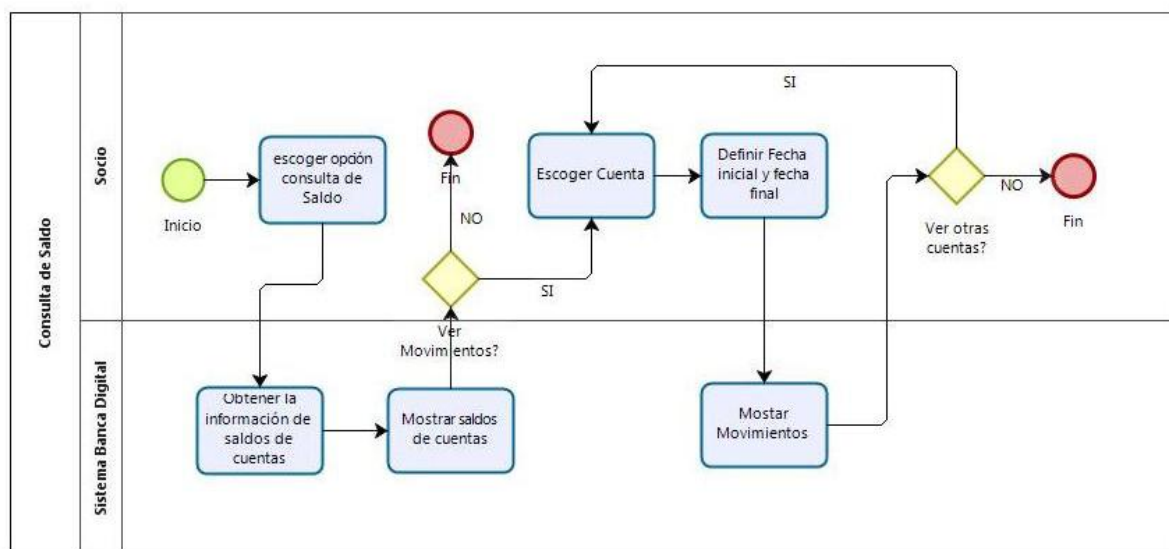 Consulta de Saldo
Socio
Inicio
escoger opción
consulta de
Saldo
Fin
NO
SI
Ver
Movimientos?
Escoger Cuenta
Definir Fecha
inicial y fecha
final
SI
Ver otras
cuentas?
NO
Fin
Sistema Banca Digital
Obtener la
información de
saldos de
cuentas
Mostrar saldos
de cuentas
Mostar
Movimientos